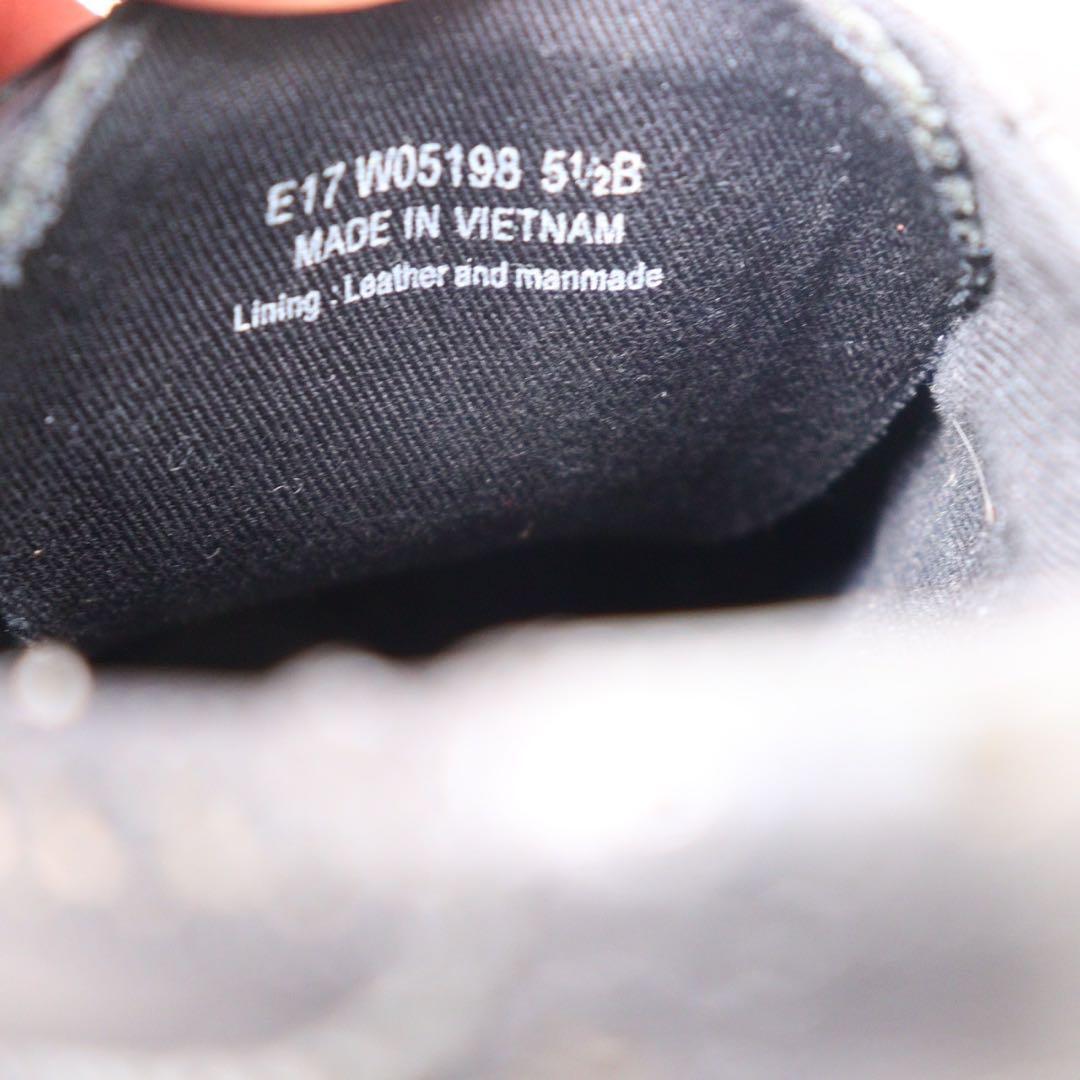 E17 W05198 5½B
MADE IN VIETNAM
Lining : Leather and manmade